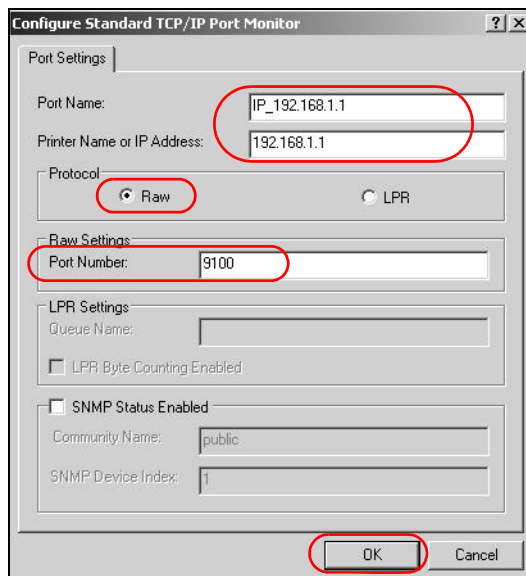 Configure Standard TCP/IP Port Monitor
Port Settings
Port Name: IP_192.168.1.1
Printer Name or IP Address: 192.168.1.1
Protocol
Raw LPR
Raw Settings
Port Number: 9100
LPR Settings
Queue Name:
LPR Byte Counting Enabled
SNMP Status Enabled
Community Name: public
SNMP Device Index: 1
OK Cancel